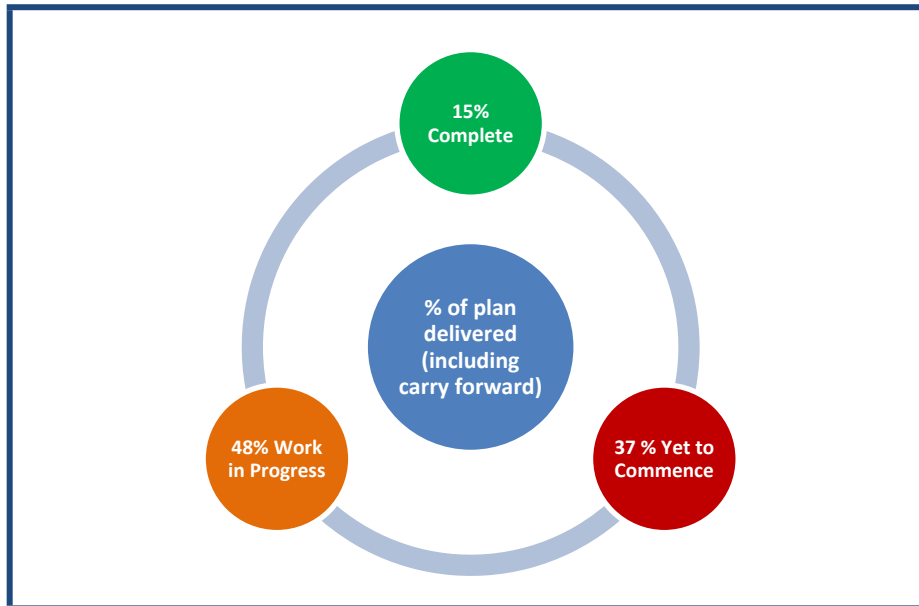 15%
Complete
% of plan
delivered
(including
carry forward)
48% Work
in Progress
37 % Yet to
Commence